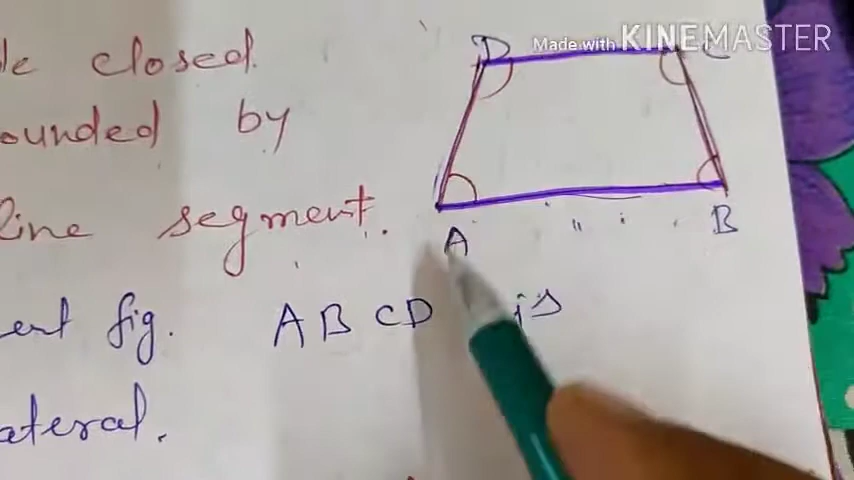 D
Made with KINEMASTER
closed
ounded by
line segment.
A
B
ent fig. ABCD is
ateral.